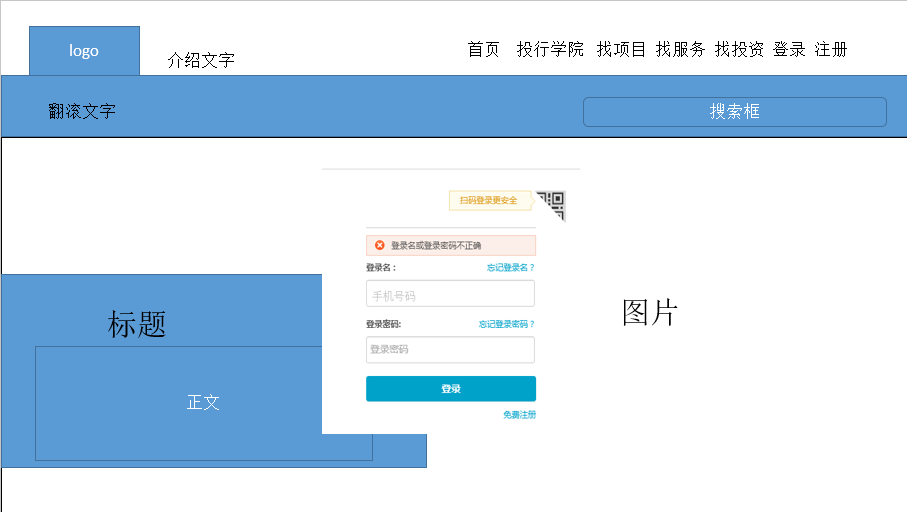 logo
介绍文字
首页 投行学院 找项目 找服务 找投资 登录 注册
翻滚文字
搜索框
扫码登录更安全
登录名或登录密码不正确
登录名： 忘记登录名？
手机号码
登录密码: 忘记登录密码？
登录密码
登录
免费注册
标题
正文
图片